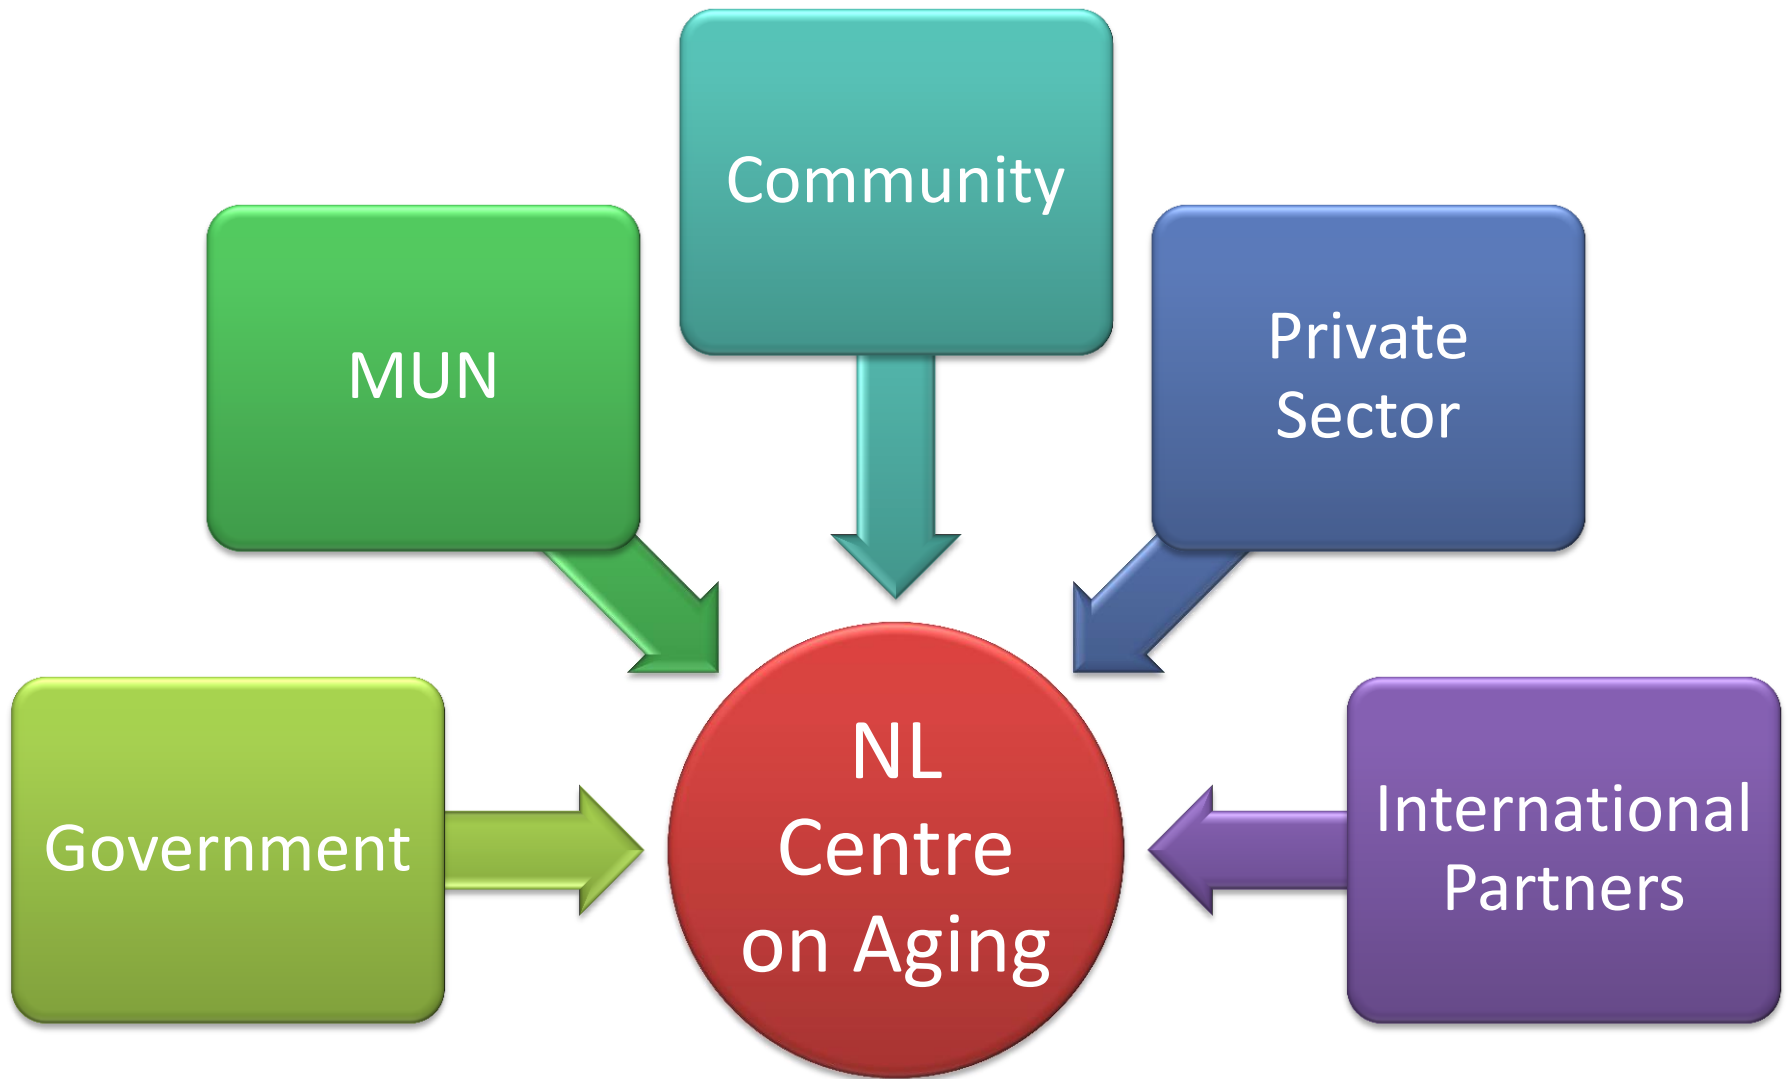 Community
MUN
Private
Sector
Government
NL
Centre
on Aging
International
Partners